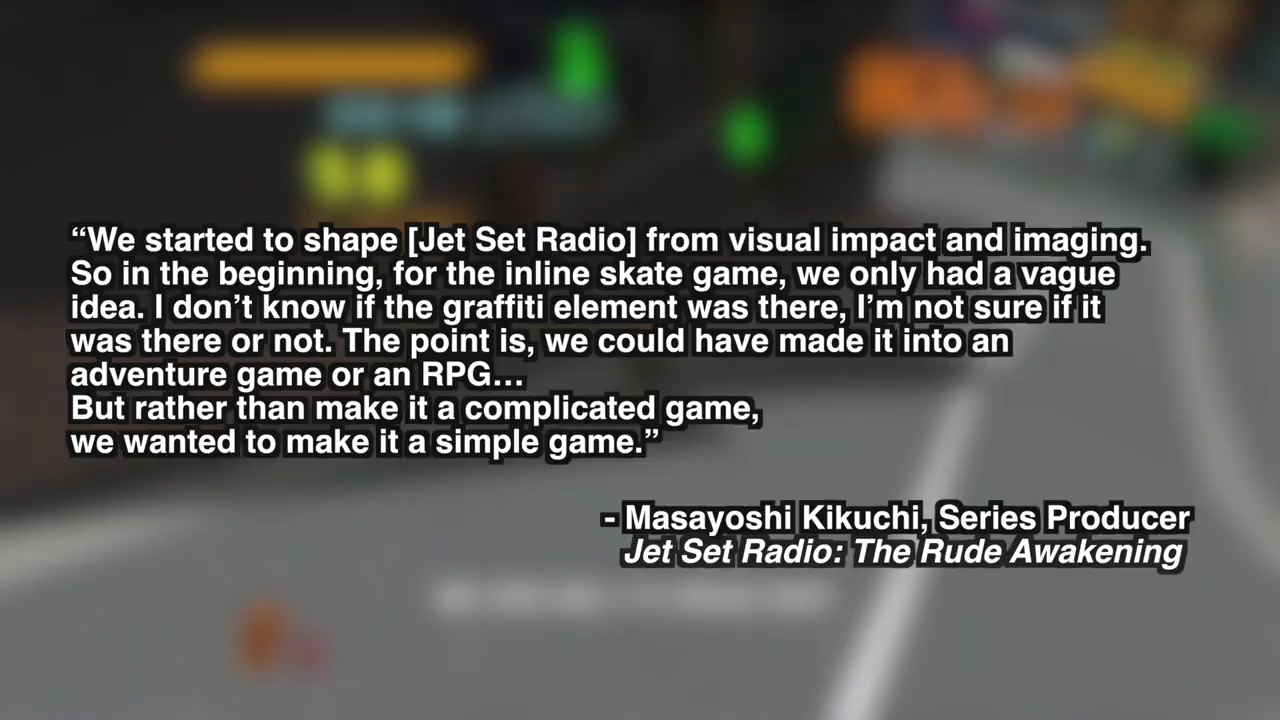 “We started to shape [Jet Set Radio] from visual impact and imaging.
So in the beginning, for the inline skate game, we only had a vague
idea. I don’t know if the graffiti element was there, I’m not sure if it
was there or not. The point is, we could have made it into an
adventure game or an RPG...
But rather than make it a complicated game,
we wanted to make it a simple game.”
- Masayoshi Kikuchi, Series Producer
Jet Set Radio: The Rude Awakening